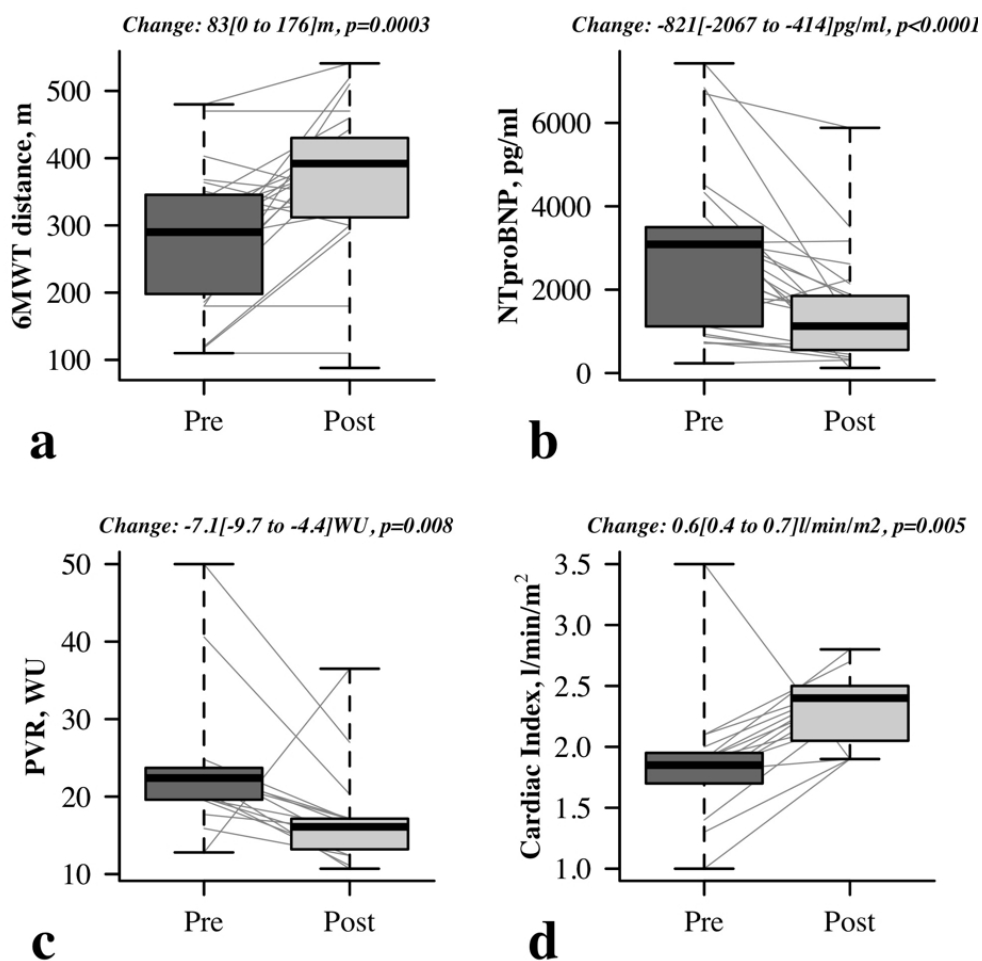 Change: 83[0 to 176]m, p=0.0003
6MWT distance, m
500
400
300
200
100
Pre
Post
a
Change: -821[-2067 to -414]pg/ml, p<0.0001
NTproBNP, pg/ml
6000
4000
2000
0
Pre
Post
b
Change: -7.1[-9.7 to -4.4]WU, p=0.008
PVR, WU
50
40
30
20
10
Pre
Post
c
Change: 0.6[0.4 to 0.7]l/min/m2, p=0.005
Cardiac Index, l/min/m²
3.5
3.0
2.5
2.0
1.5
1.0
Pre
Post
d